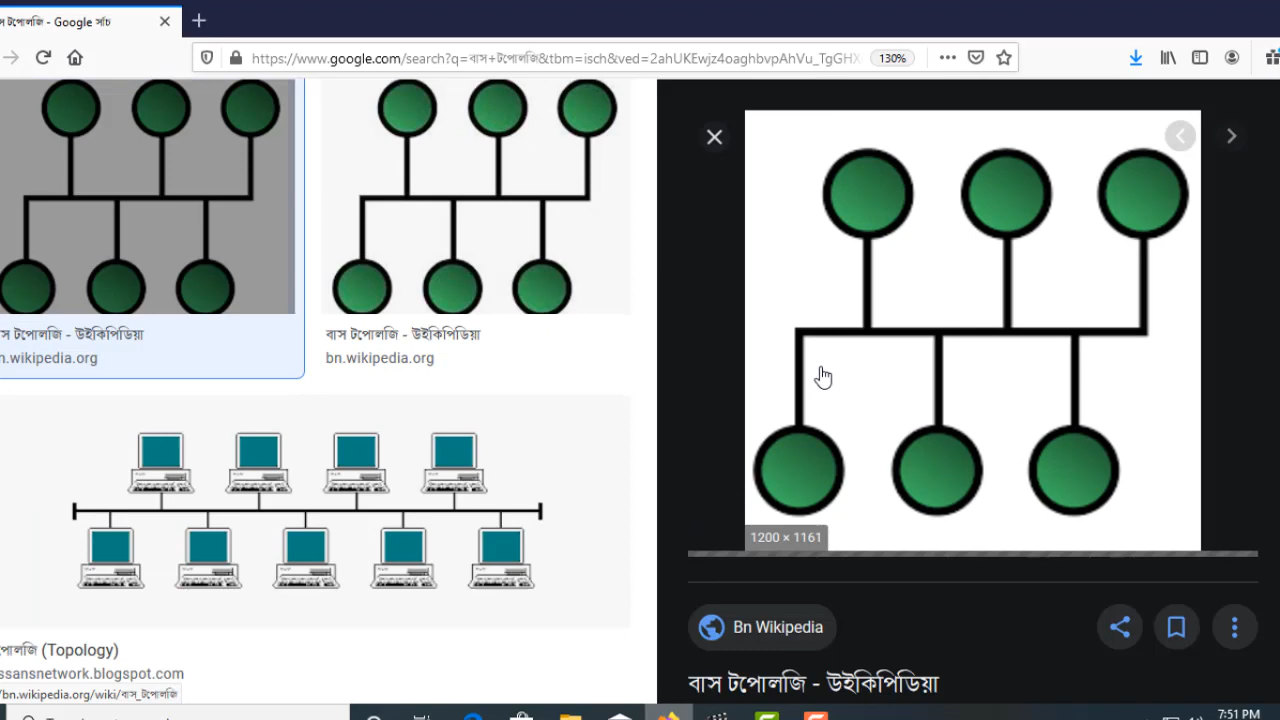 স টপোলজি - Google সার্চ
https://www.google.com/search?q=বাস+টপোলজি&tbm=isch&ved=2ahUKEwjz4oaghbvpAhVu_TgGHX
130%
1200 × 1161
স টপোলজি - উইকিপিডিয়া
n.wikipedia.org
বাস টপোলজি - উইকিপিডিয়া
bn.wikipedia.org
পোলজি (Topology)
ssansnetwork.blogspot.com
/bn.wikipedia.org/wiki/বাস_টপোলজি
Bn Wikipedia
বাস টপোলজি - উইকিপিডিয়া
7:51 PM